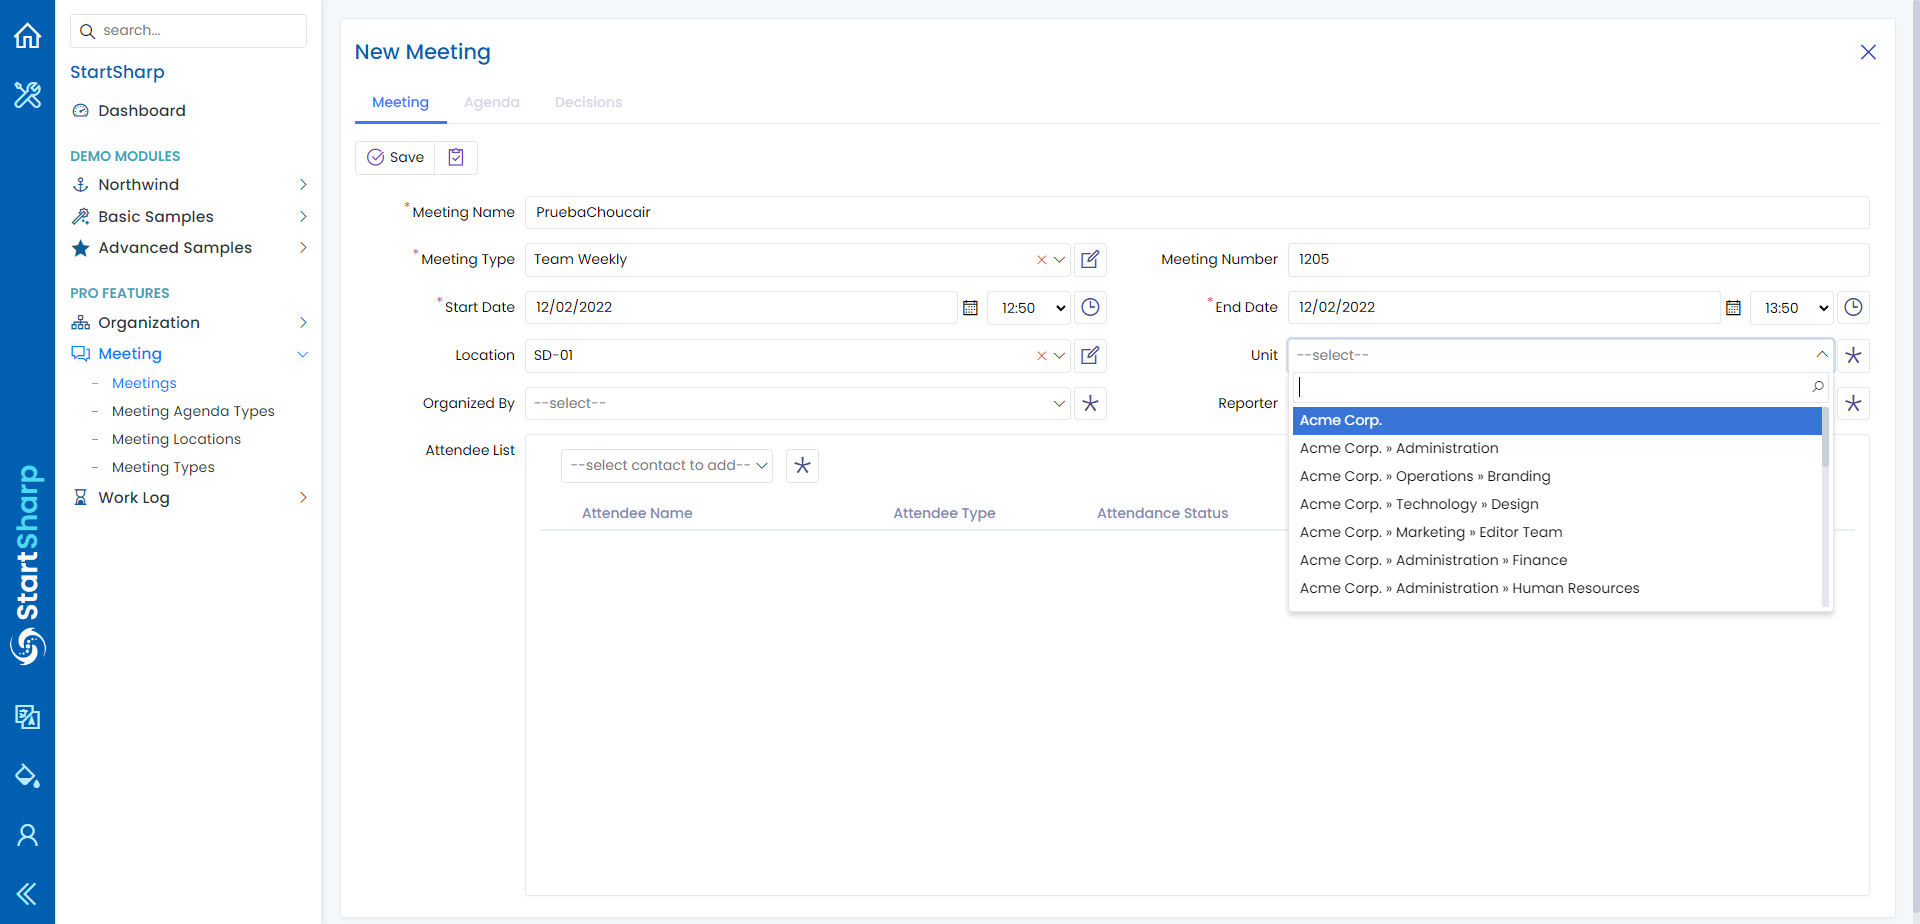 search...
StartSharp
Dashboard
DEMO MODULES
Northwind
Basic Samples
Advanced Samples
PRO FEATURES
Organization
Meeting
- Meetings
- Meeting Agenda Types
- Meeting Locations
- Meeting Types
Work Log
StartSharp
New Meeting
Meeting Agenda Decisions
Save
*Meeting Name PruebaChoucair
*Meeting Type Team Weekly Meeting Number 1205
*Start Date 12/02/2022 12:50 *End Date 12/02/2022 13:50
Location SD-01 Unit --select--
Organized By --select-- Reporter
Acme Corp.
Acme Corp. » Administration
Acme Corp. » Operations » Branding
Acme Corp. » Technology » Design
Acme Corp. » Marketing » Editor Team
Acme Corp. » Administration » Finance
Acme Corp. » Administration » Human Resources
Attendee List --select contact to add--
Attendee Name Attendee Type Attendance Status